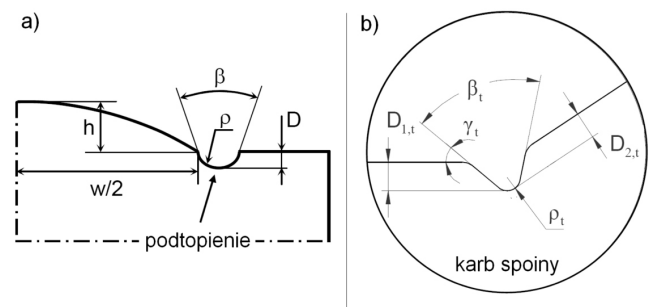 a)
β
ρ
D
h
w/2
podtopienie
b)
βt
D1,t
γt
D2,t
ρt
karb spoiny